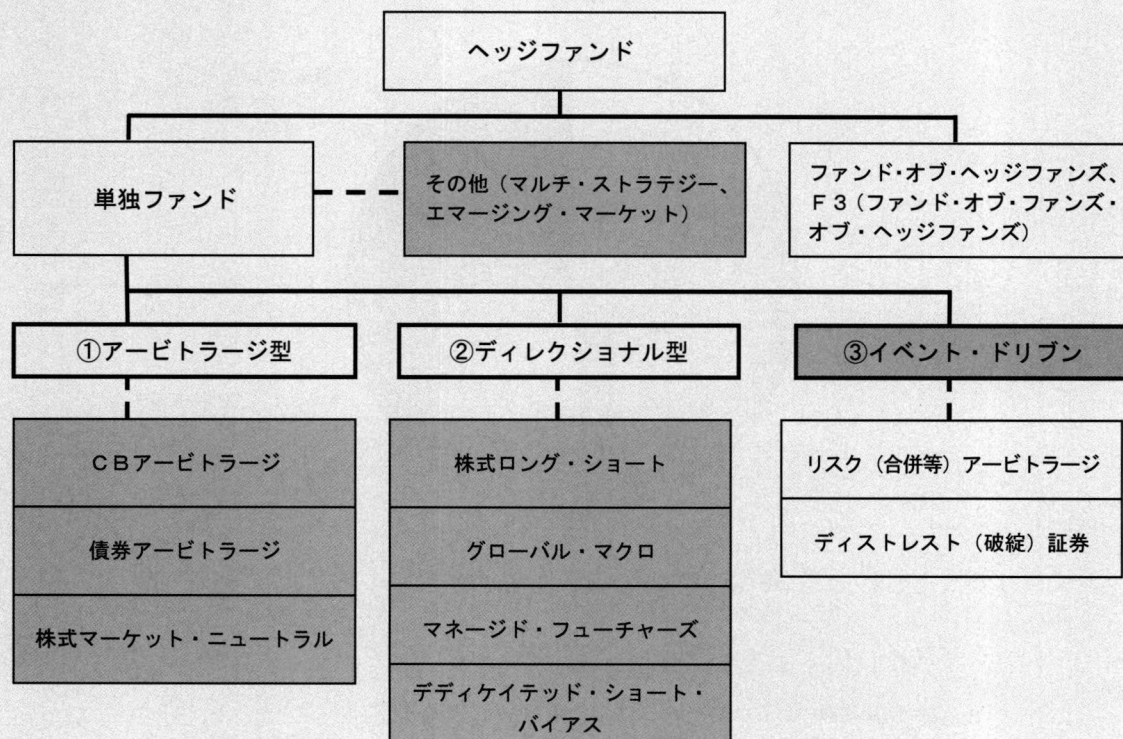 ヘッジファンド
単独ファンド
その他（マルチ・ストラテジー、
エマージング・マーケット）
ファンド・オブ・ヘッジファンズ、
Ｆ３（ファンド・オブ・ファンズ・
オブ・ヘッジファンズ）
①アービトラージ型
②ディレクショナル型
③イベント・ドリブン
ＣＢアービトラージ
債券アービトラージ
株式マーケット・ニュートラル
株式ロング・ショート
グローバル・マクロ
マネージド・フューチャーズ
デディケイテッド・ショート・
バイアス
リスク（合併等）アービトラージ
ディストレスト（破綻）証券